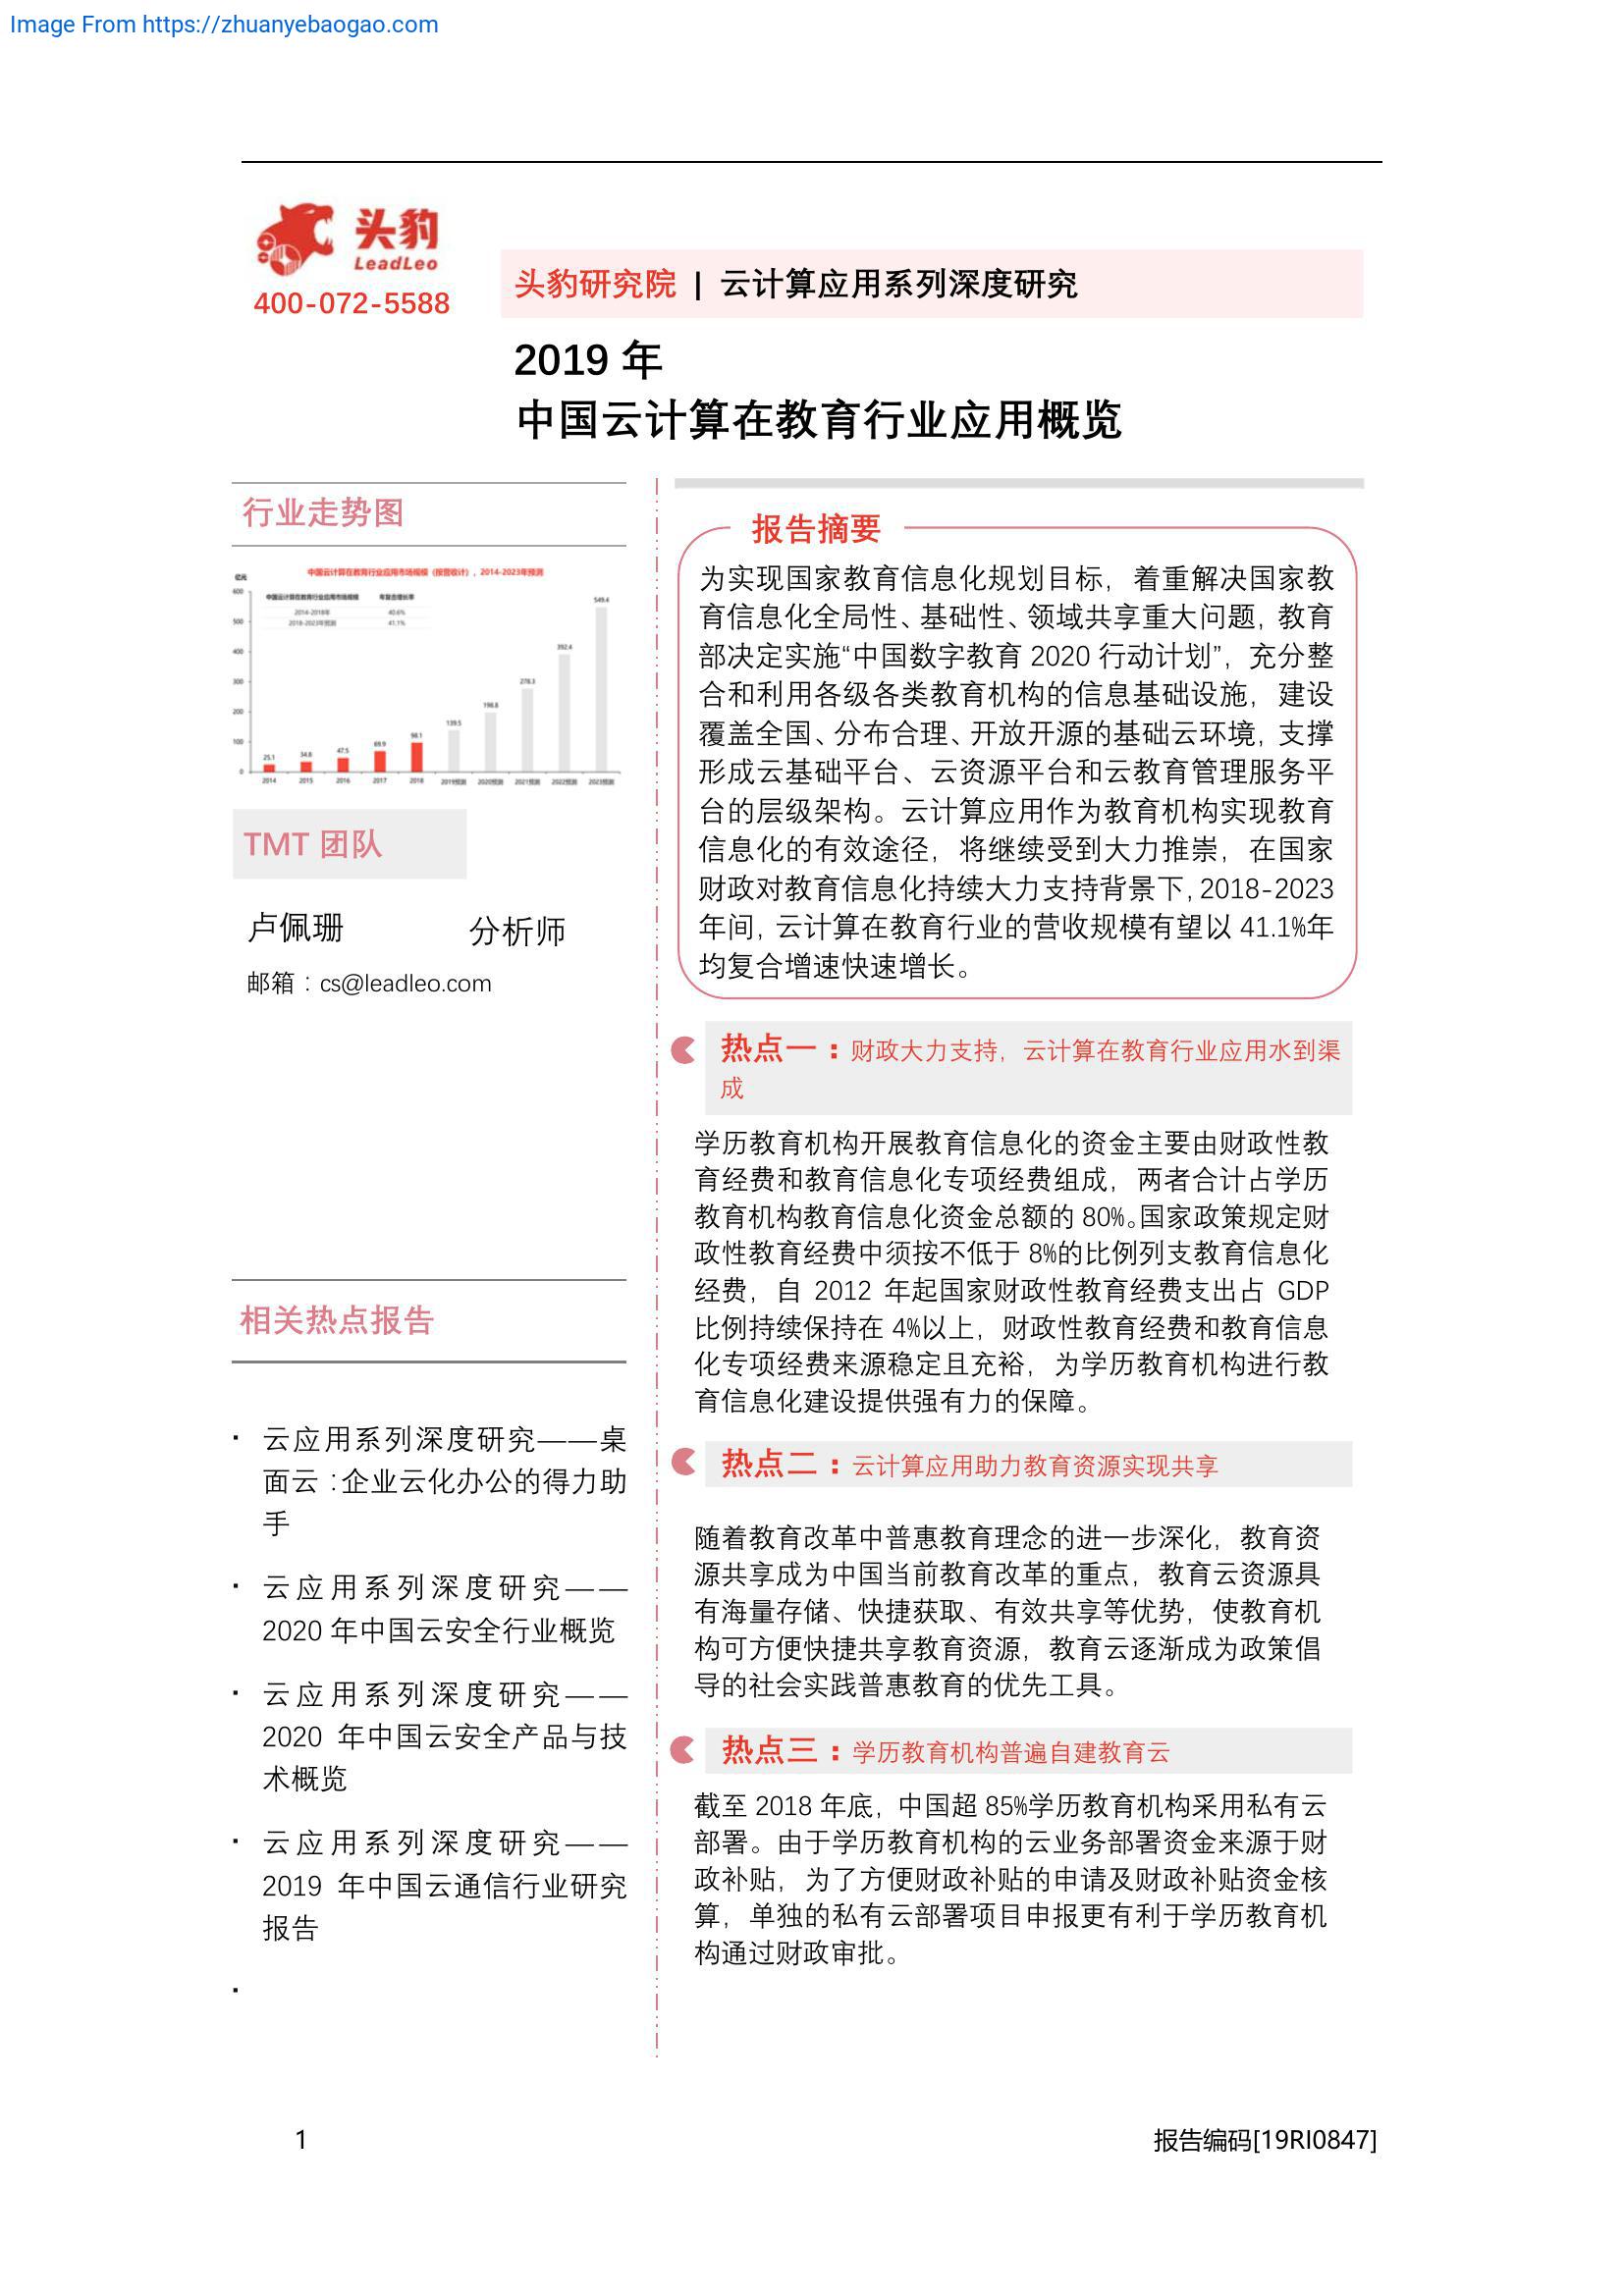 Image From https://zhuanyebaogao.com
头豹
LeadLeo
400-072-5588
头豹研究院 | 云计算应用系列深度研究
2019 年
中国云计算在教育行业应用概览
行业走势图
中国云计算在教育行业应用市场规模（按营收计），2014-2023年预测
亿元
中国云计算在教育行业应用市场规模 年复合增长率
2014-2018年 40.6%
2018-2023年预测 41.1%
600
500
400
300
200
100
0
25.1
34.8
47.5
69.9
98.1
139.5
198.8
278.3
392.4
549.4
2014 2015 2016 2017 2018 2019预测 2020预测 2021预测 2022预测 2023预测
TMT 团队
卢佩珊 分析师
邮箱：cs@leadleo.com
相关热点报告
· 云应用系列深度研究——桌
面云：企业云化办公的得力助
手
· 云应用系列深度研究——
2020 年中国云安全行业概览
· 云应用系列深度研究——
2020 年中国云安全产品与技
术概览
· 云应用系列深度研究——
2019 年中国云通信行业研究
报告
·
报告摘要
为实现国家教育信息化规划目标，着重解决国家教
育信息化全局性、基础性、领域共享重大问题，教育
部决定实施“中国数字教育 2020 行动计划”，充分整
合和利用各级各类教育机构的信息基础设施，建设
覆盖全国、分布合理、开放开源的基础云环境，支撑
形成云基础平台、云资源平台和云教育管理服务平
台的层级架构。云计算应用作为教育机构实现教育
信息化的有效途径，将继续受到大力推崇，在国家
财政对教育信息化持续大力支持背景下，2018-2023
年间，云计算在教育行业的营收规模有望以 41.1%年
均复合增速快速增长。
热点一：财政大力支持，云计算在教育行业应用水到渠
成
学历教育机构开展教育信息化的资金主要由财政性教
育经费和教育信息化专项经费组成，两者合计占学历
教育机构教育信息化资金总额的 80%。国家政策规定财
政性教育经费中须按不低于 8%的比例列支教育信息化
经费，自 2012 年起国家财政性教育经费支出占 GDP
比例持续保持在 4%以上，财政性教育经费和教育信息
化专项经费来源稳定且充裕，为学历教育机构进行教
育信息化建设提供强有力的保障。
热点二：云计算应用助力教育资源实现共享
随着教育改革中普惠教育理念的进一步深化，教育资
源共享成为中国当前教育改革的重点，教育云资源具
有海量存储、快捷获取、有效共享等优势，使教育机
构可方便快捷共享教育资源，教育云逐渐成为政策倡
导的社会实践普惠教育的优先工具。
热点三：学历教育机构普遍自建教育云
截至 2018 年底，中国超 85%学历教育机构采用私有云
部署。由于学历教育机构的云业务部署资金来源于财
政补贴，为了方便财政补贴的申请及财政补贴资金核
算，单独的私有云部署项目申报更有利于学历教育机
构通过财政审批。
1
报告编码[19RI0847]